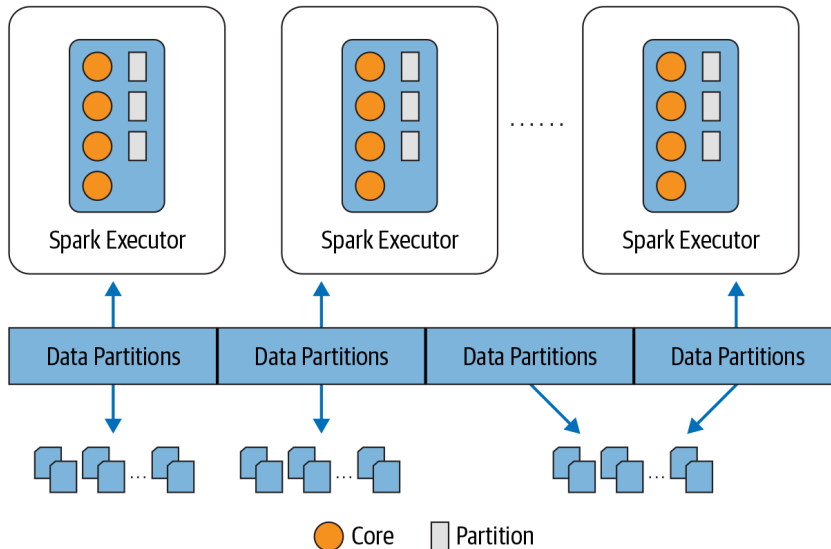 Spark Executor
Spark Executor
......
Spark Executor
Data Partitions
Data Partitions
Data Partitions
Data Partitions
...
...
...
Core
Partition